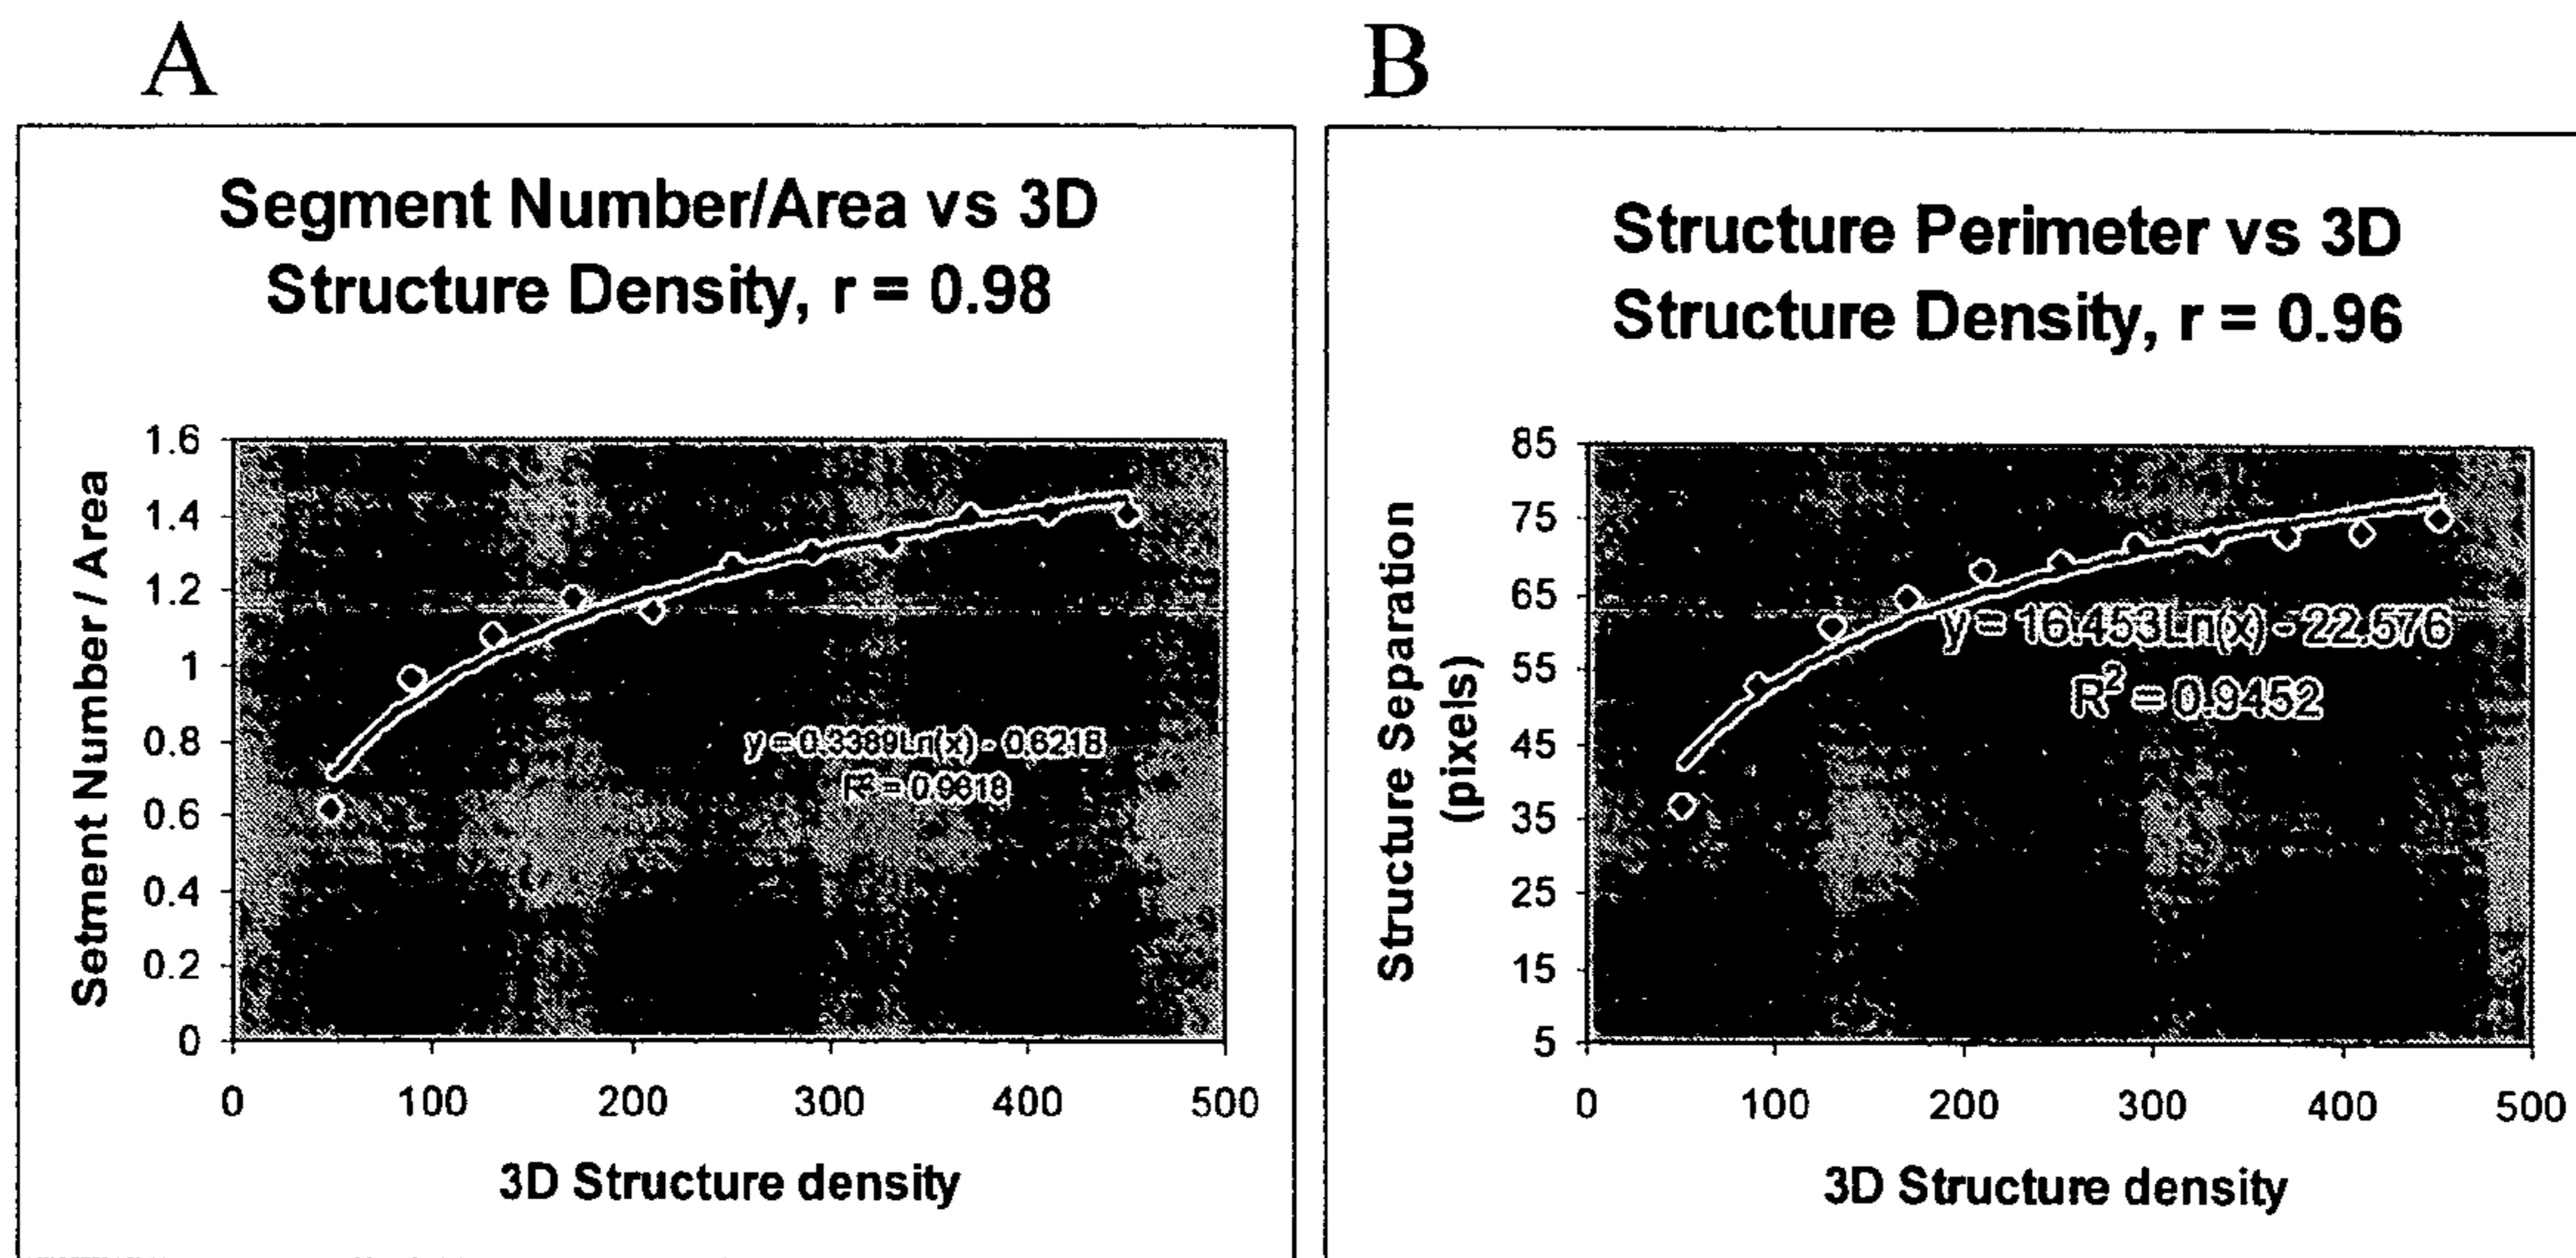 A
Segment Number/Area vs 3D
Structure Density, r = 0.98
Setment Number / Area
1.6
1.4
1.2
1
0.8
0.6
0.4
0.2
0
y = 0.3389Ln(x) - 0.6218
R² = 0.9618
0 100 200 300 400 500
3D Structure density
B
Structure Perimeter vs 3D
Structure Density, r = 0.96
Structure Separation
(pixels)
85
75
65
55
45
35
25
15
5
y = 16.453Ln(x) - 22.576
R² = 0.9452
0 100 200 300 400 500
3D Structure density